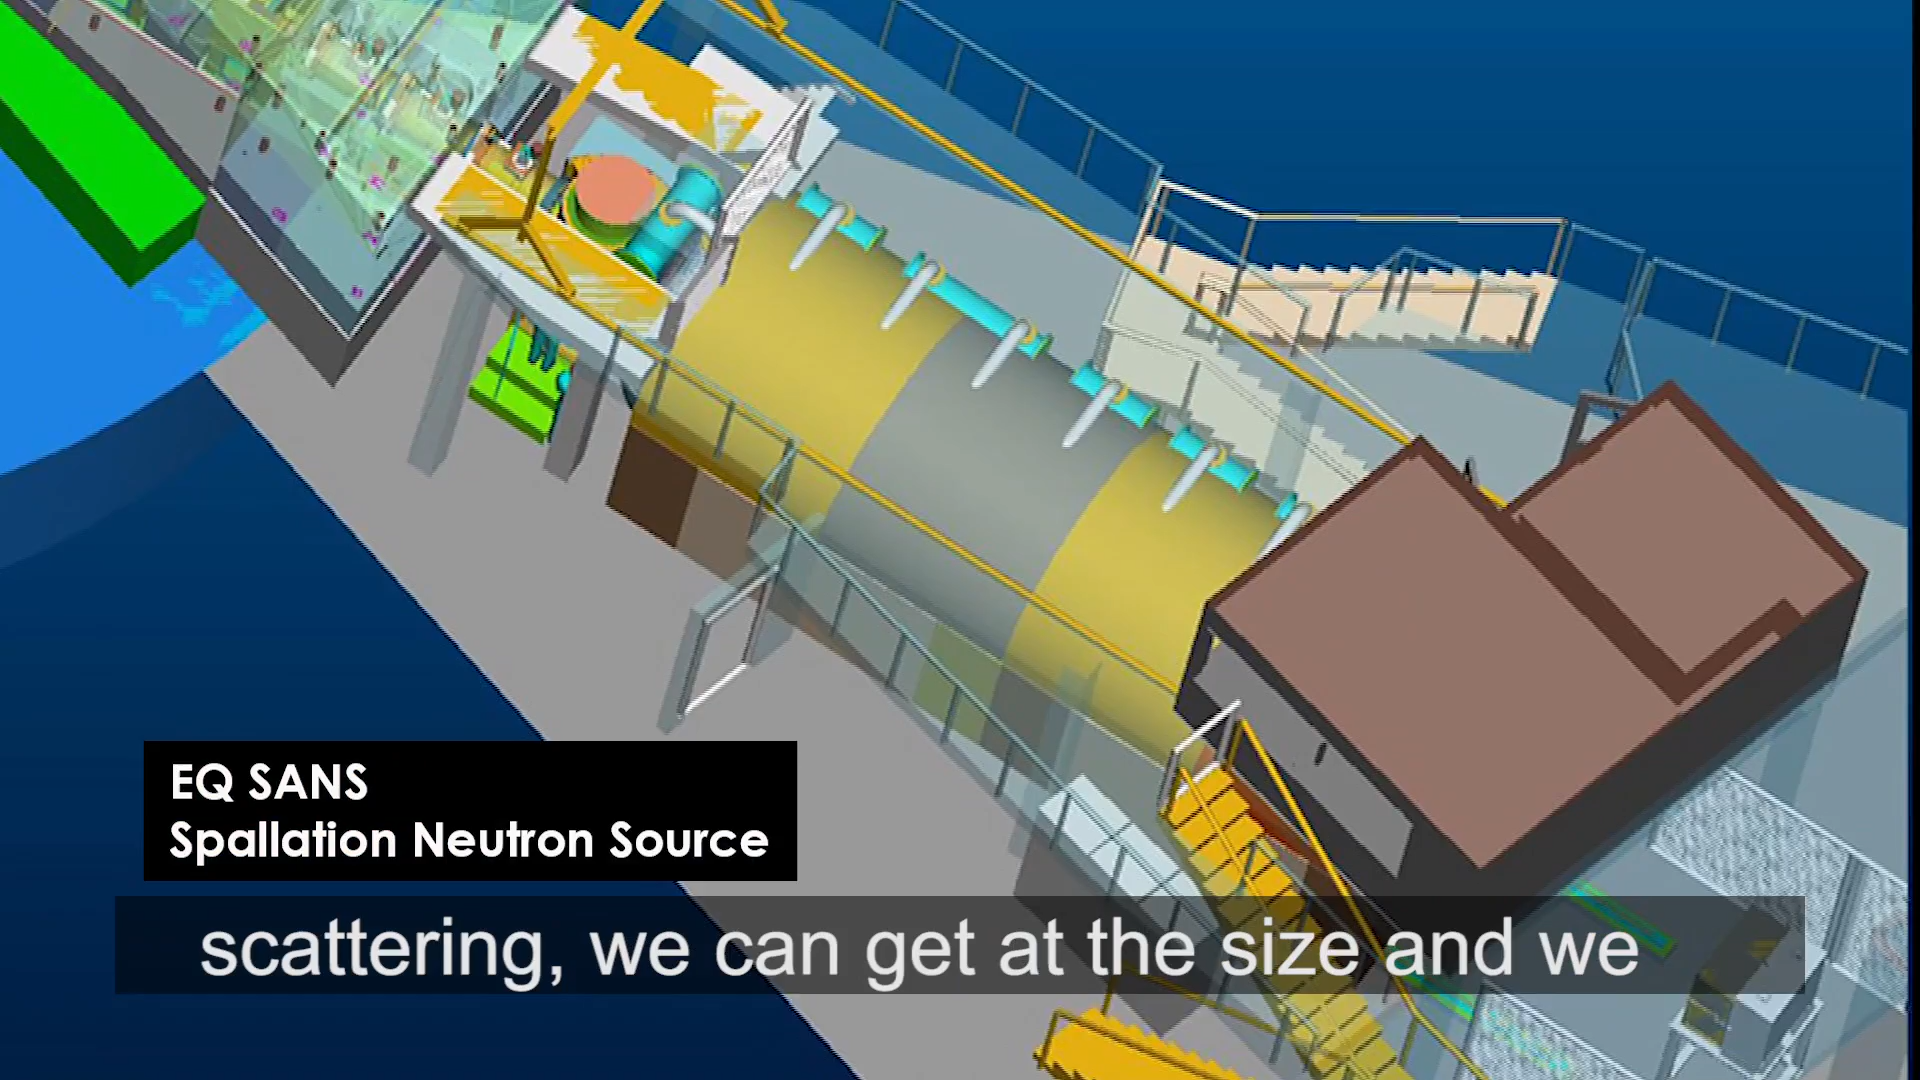 EQ SANS
Spallation Neutron Source
scattering, we can get at the size and we